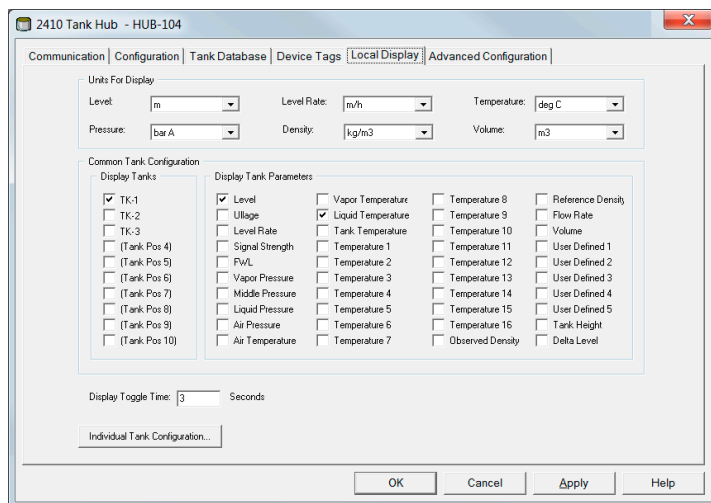 2410 Tank Hub - HUB-104
Communication Configuration Tank Database Device Tags Local Display Advanced Configuration
Units For Display
Level: m Level Rate: m/h Temperature: deg C
Pressure: bar A Density: kg/m3 Volume: m3
Common Tank Configuration
Display Tanks Display Tank Parameters
TK-1 Level Vapor Temperature Temperature 8 Reference Density
TK-2 Ullage Liquid Temperature Temperature 9 Flow Rate
TK-3 Level Rate Tank Temperature Temperature 10 Volume
(Tank Pos 4) Signal Strength Temperature 1 Temperature 11 User Defined 1
(Tank Pos 5) FWL Temperature 2 Temperature 12 User Defined 2
(Tank Pos 6) Vapor Pressure Temperature 3 Temperature 13 User Defined 3
(Tank Pos 7) Middle Pressure Temperature 4 Temperature 14 User Defined 4
(Tank Pos 8) Liquid Pressure Temperature 5 Temperature 15 User Defined 5
(Tank Pos 9) Air Pressure Temperature 6 Temperature 16 Tank Height
(Tank Pos 10) Air Temperature Temperature 7 Observed Density Delta Level
Display Toggle Time: 3 Seconds
Individual Tank Configuration...
OK Cancel Apply Help